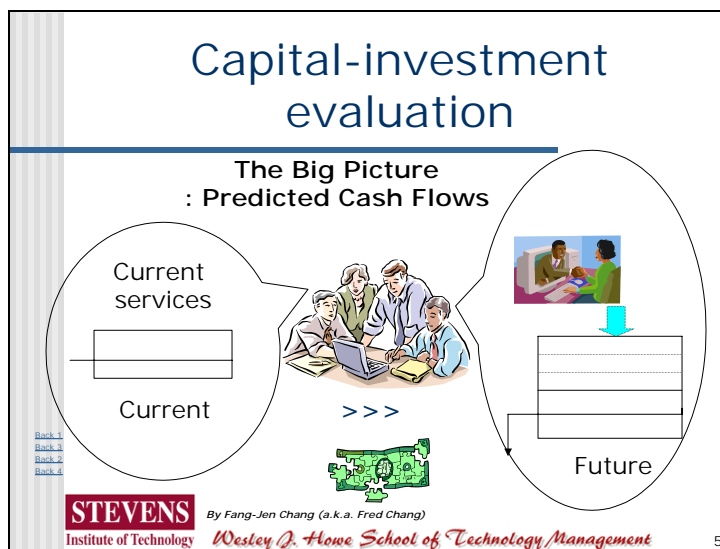 Capital-investment
evaluation
The Big Picture
: Predicted Cash Flows
Current
services
Current
>>>
Future
Back 1
Back 3
Back 2
Back 4
STEVENS
Institute of Technology
By Fang-Jen Chang (a.k.a. Fred Chang)
Wesley J. Howe School of Technology Management
5